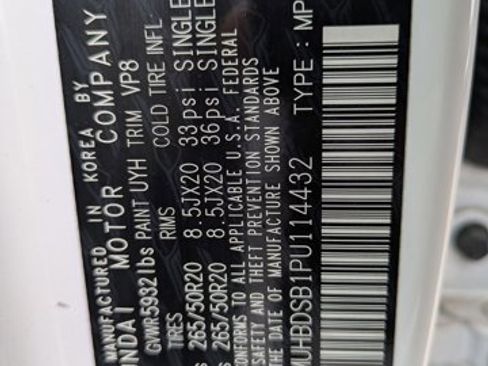 MANUFACTURED IN KOREA BY
NDAI MOTOR COMPANY
GVWR5932lbs PAINT UYH TRIM VP8
TIRES RIMS COLD TIRE INFL
265/50R20 8.5JX20 33psi SINGLE
265/50R20 8.5JX20 36psi SINGLE
CONFORMS TO ALL APPLICABLE U.S.A. FEDERAL
SAFETY AND THEFT PREVENTION STANDARDS
THE DATE OF MANUFACTURE SHOWN ABOVE
MUHBDSB1PU114432 TYPE: MP